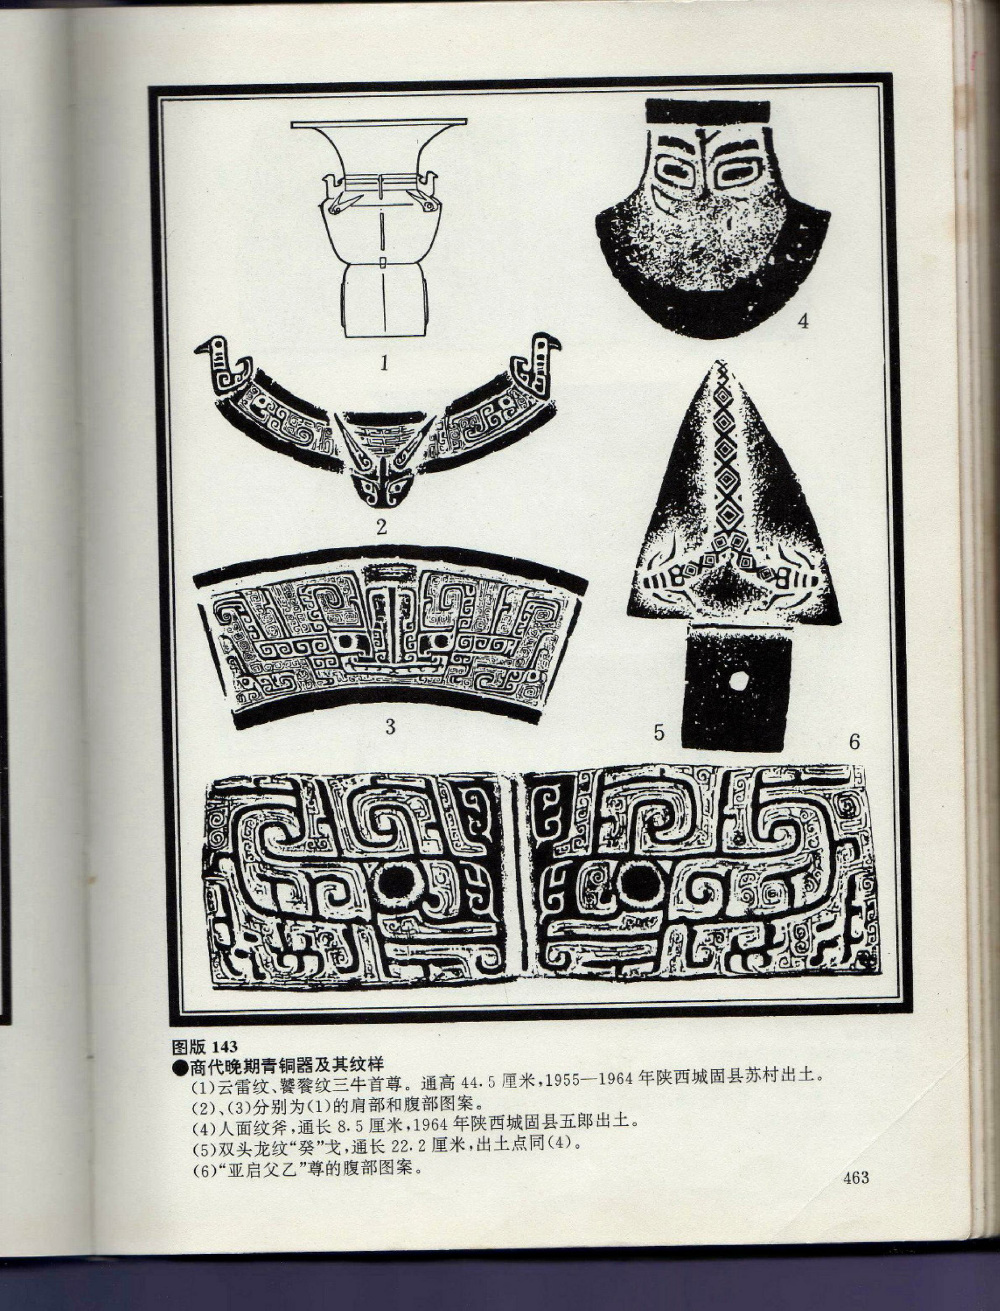 4
1
2
3
5
6
图版 143
●商代晚期青铜器及其纹样
(1)云雷纹、饕餮纹三牛首尊。通高 44.5 厘米,1955—1964 年陕西城固县苏村出土。
(2)、(3)分别为(1)的肩部和腹部图案。
(4)人面纹斧,通长 8.5 厘米,1964 年陕西城固县五郎出土。
(5)双头龙纹“癸”戈,通长 22.2 厘米,出土点同(4)。
(6)“亚启父乙”尊的腹部图案。
463